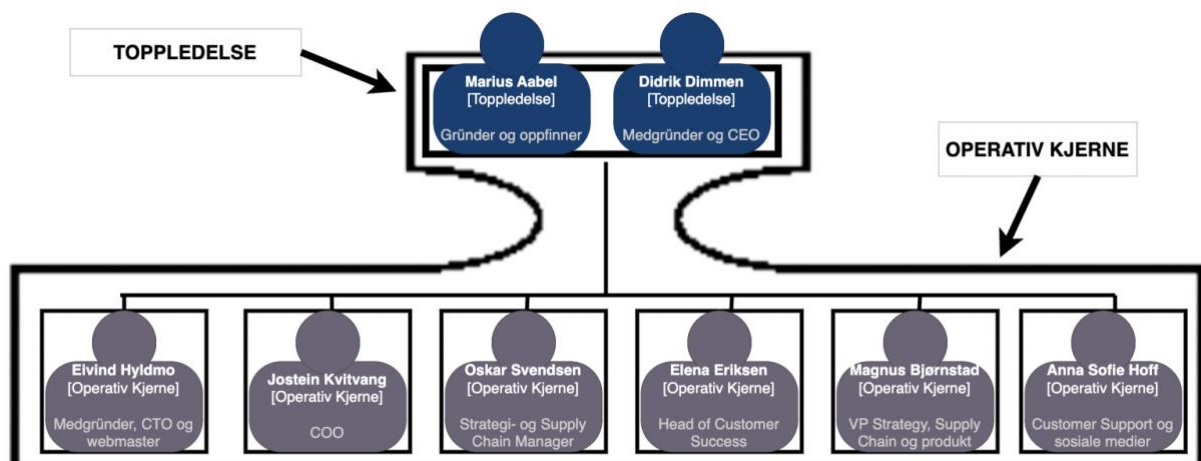 TOPPLEDELSE
Marius Aabel
[Toppledelse]
Gründer og oppfinner
Didrik Dimmen
[Toppledelse]
Medgründer og CEO
OPERATIV KJERNE
Eivind Hyldmo
[Operativ Kjerne]
Medgründer, CTO og
webmaster
Jostein Kvitvang
[Operativ Kjerne]
COO
Oskar Svendsen
[Operativ Kjerne]
Strategi- og Supply
Chain Manager
Elena Eriksen
[Operativ Kjerne]
Head of Customer
Success
Magnus Bjørnstad
[Operativ Kjerne]
VP Strategy, Supply
Chain og produkt
Anna Sofie Hoff
[Operativ Kjerne]
Customer Support og
sosiale medier